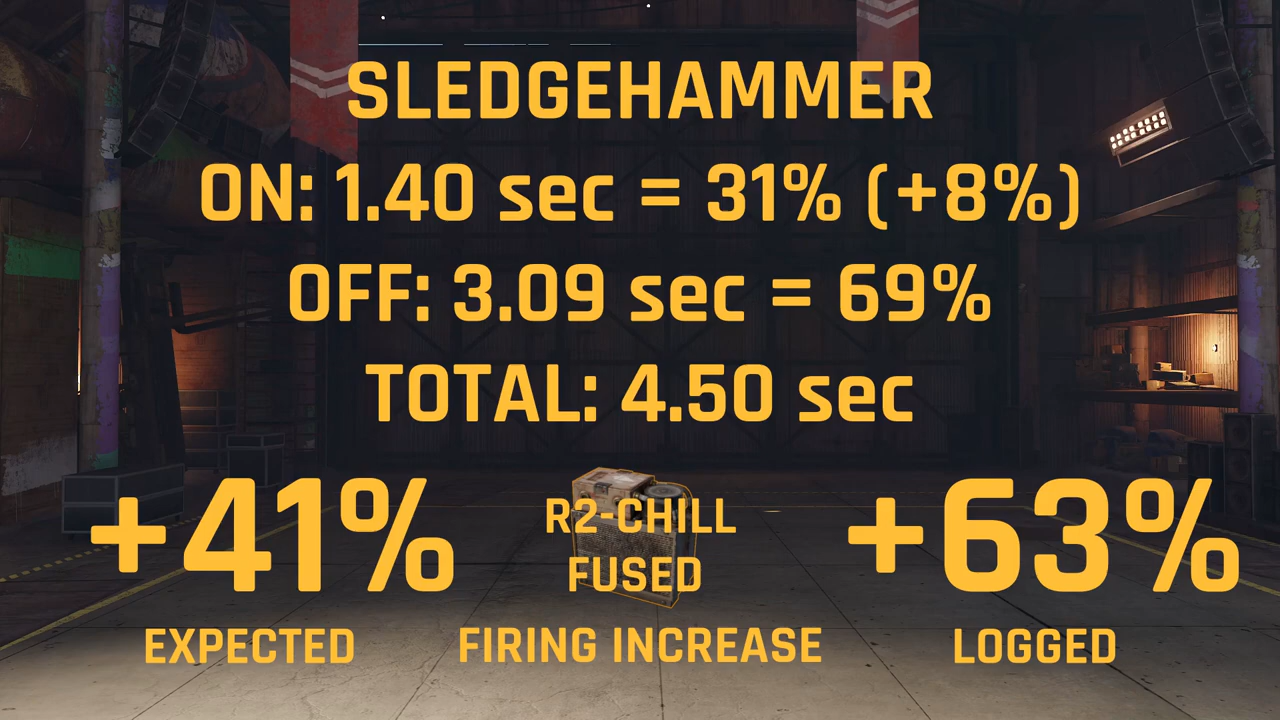 SLEDGEHAMMER
ON: 1.40 sec = 31% (+8%)
OFF: 3.09 sec = 69%
TOTAL: 4.50 sec
+41%
EXPECTED
R2-CHILL
FUSED
FIRING INCREASE
+63%
LOGGED